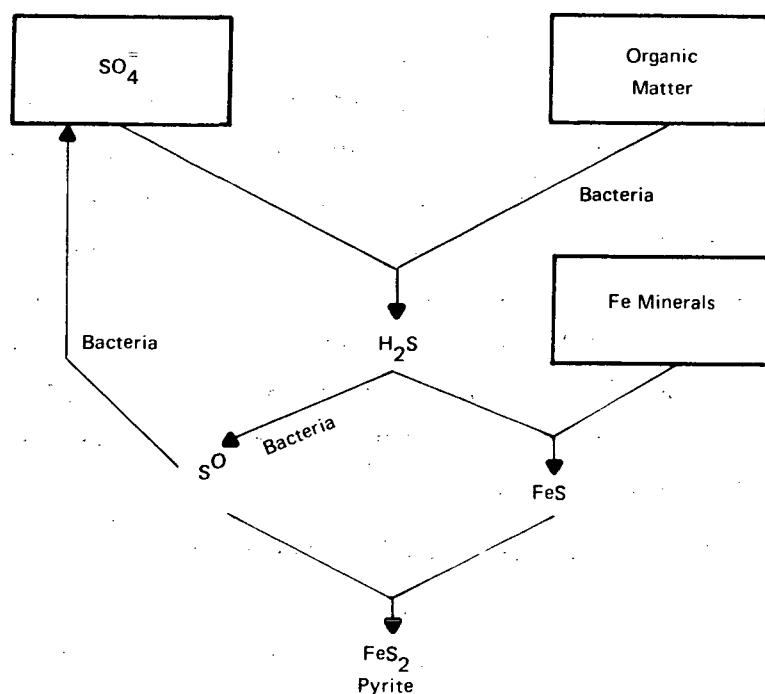 SO₄⁼
Organic
Matter
Bacteria
Fe Minerals
Bacteria
H₂S
Bacteria
S⁰
FeS
FeS₂
Pyrite